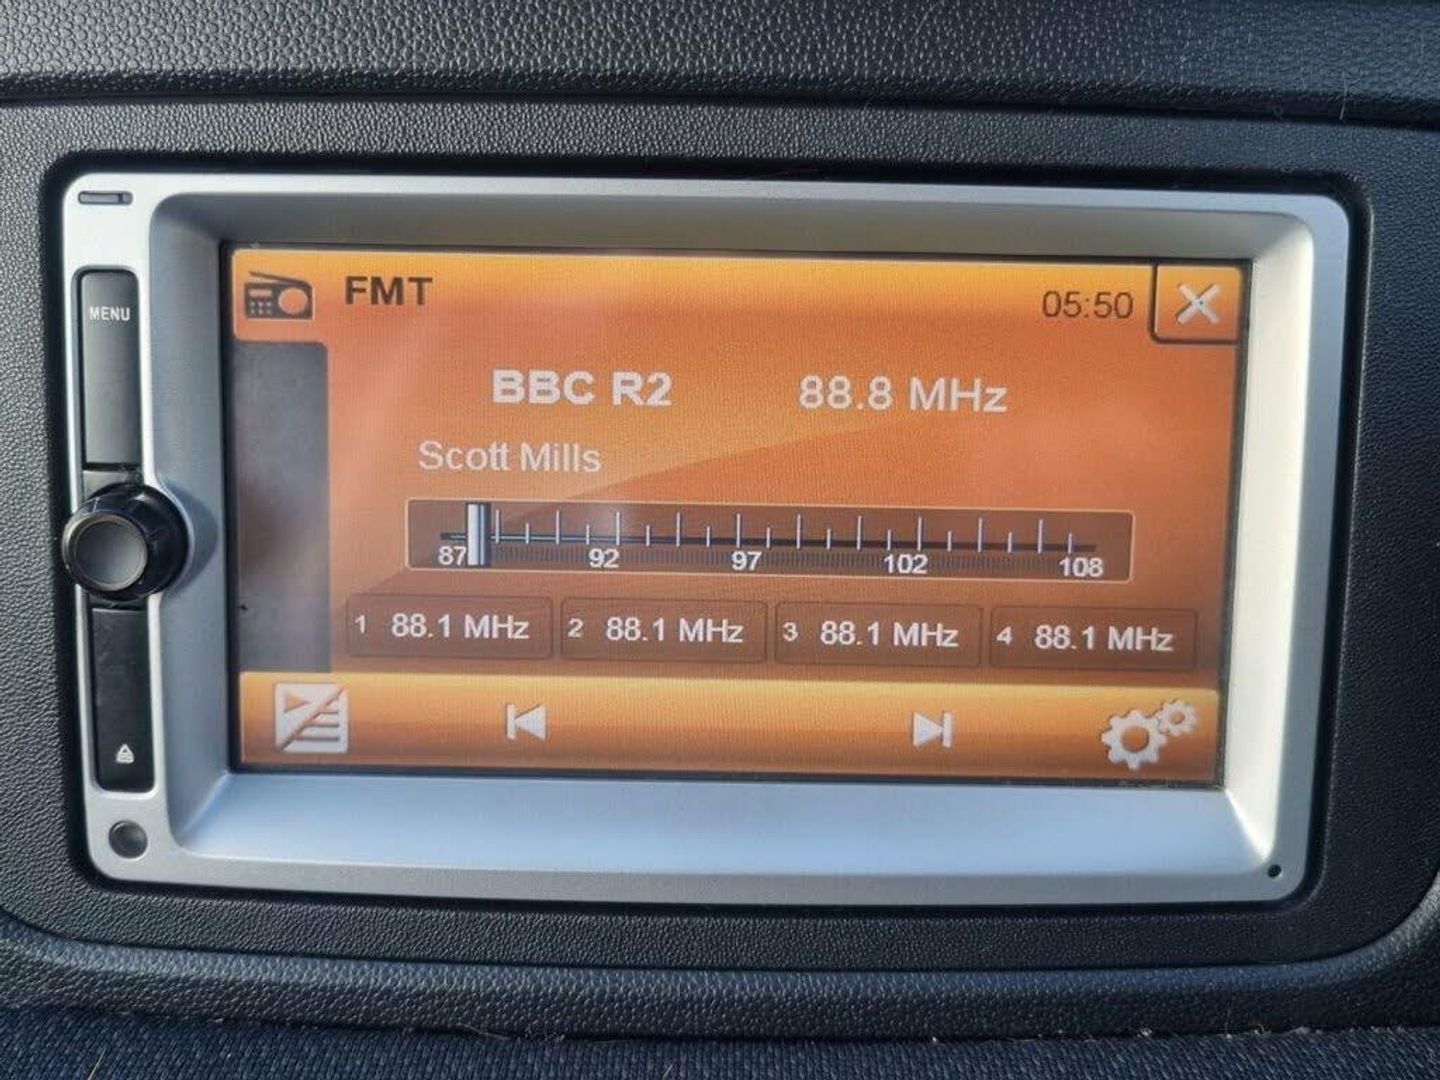 MENU
FMT
05:50
BBC R2 88.8 MHz
Scott Mills
87 92 97 102 108
1 88.1 MHz 2 88.1 MHz 3 88.1 MHz 4 88.1 MHz